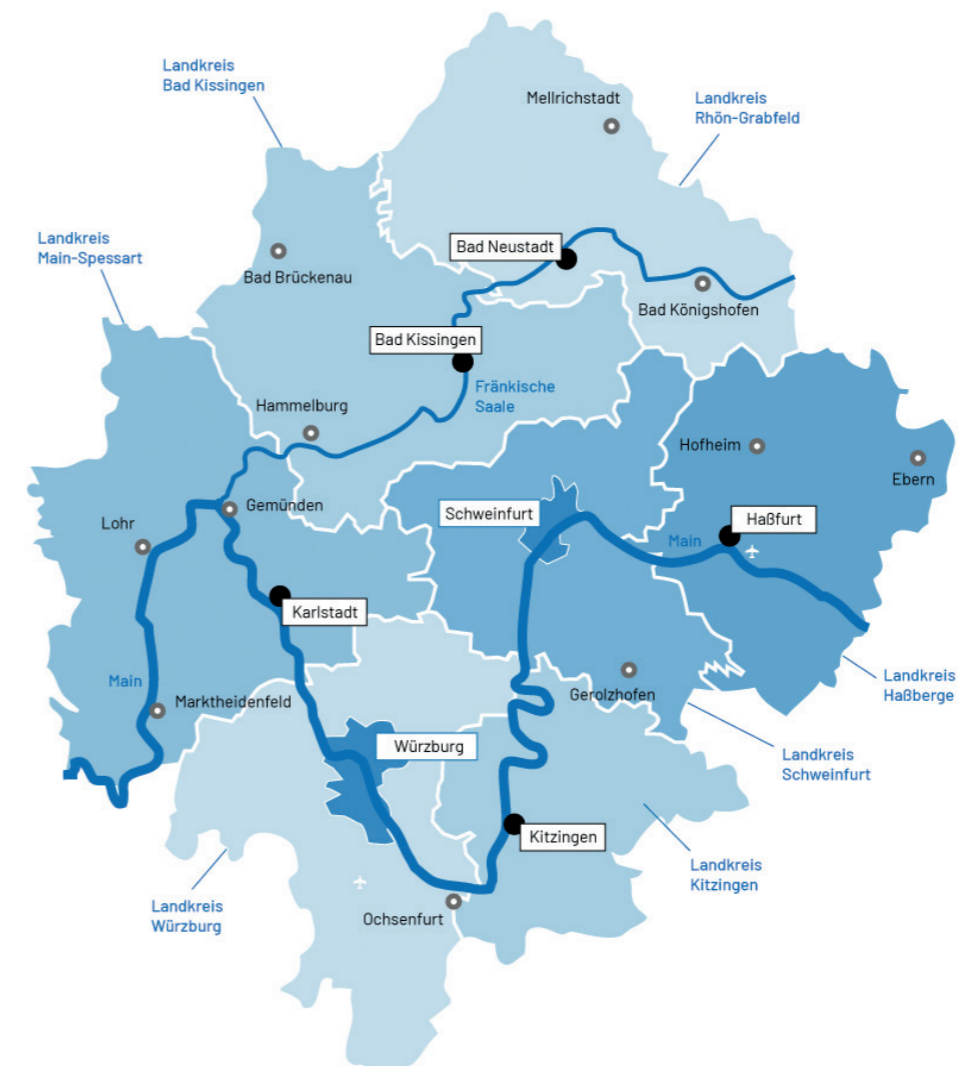 Landkreis
Bad Kissingen
Mellrichstadt
Landkreis
Rhön-Grabfeld
Landkreis
Main-Spessart
Bad Neustadt
Bad Brückenau
Bad Königshofen
Bad Kissingen
Fränkische
Saale
Hammelburg
Hofheim
Ebern
Gemünden
Schweinfurt
Haßfurt
Lohr
Main
Karlstadt
Main
Marktheidenfeld
Gerolzhofen
Landkreis
Haßberge
Würzburg
Landkreis
Schweinfurt
Kitzingen
Landkreis
Kitzingen
Landkreis
Würzburg
Ochsenfurt